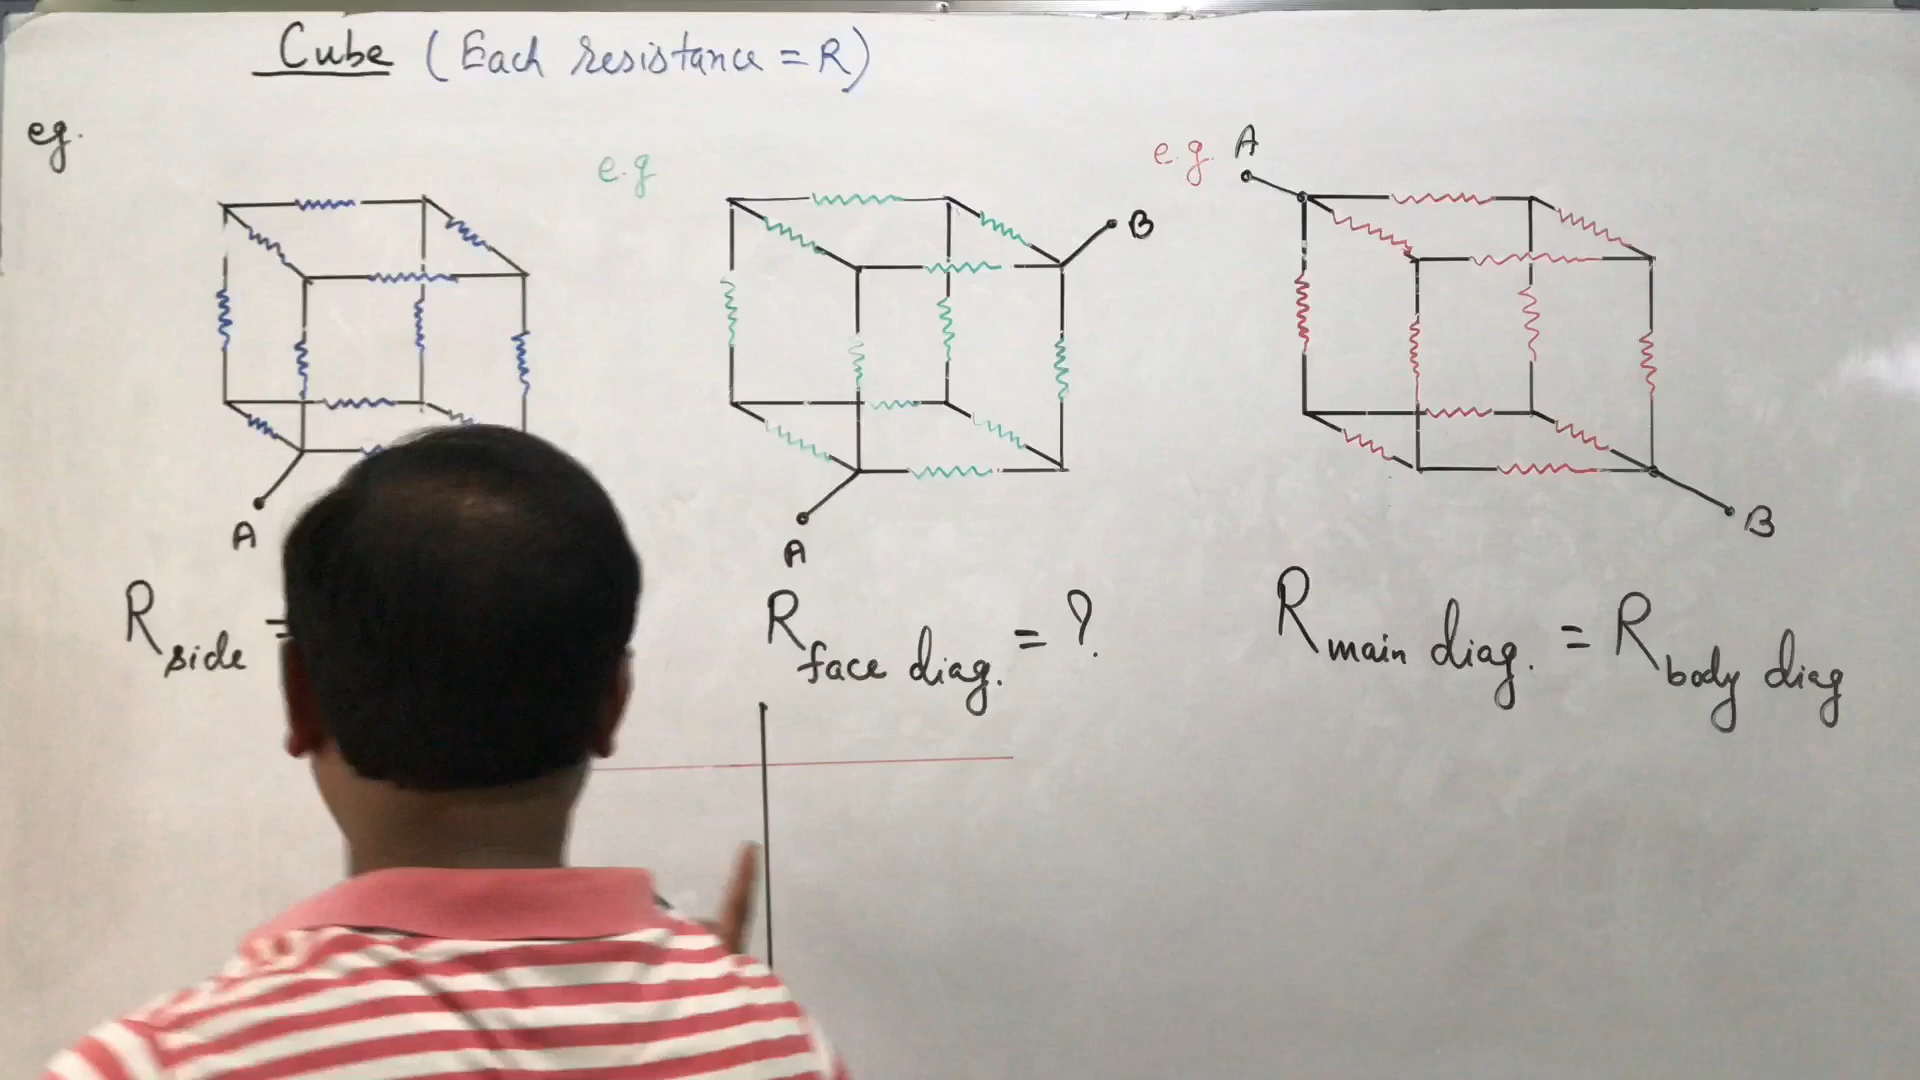 Cube (Each resistance = R)
eg.
e.g
e.g.
A
B
A
A
B
R side =
R face diag. = ?
R main diag. = R body diag